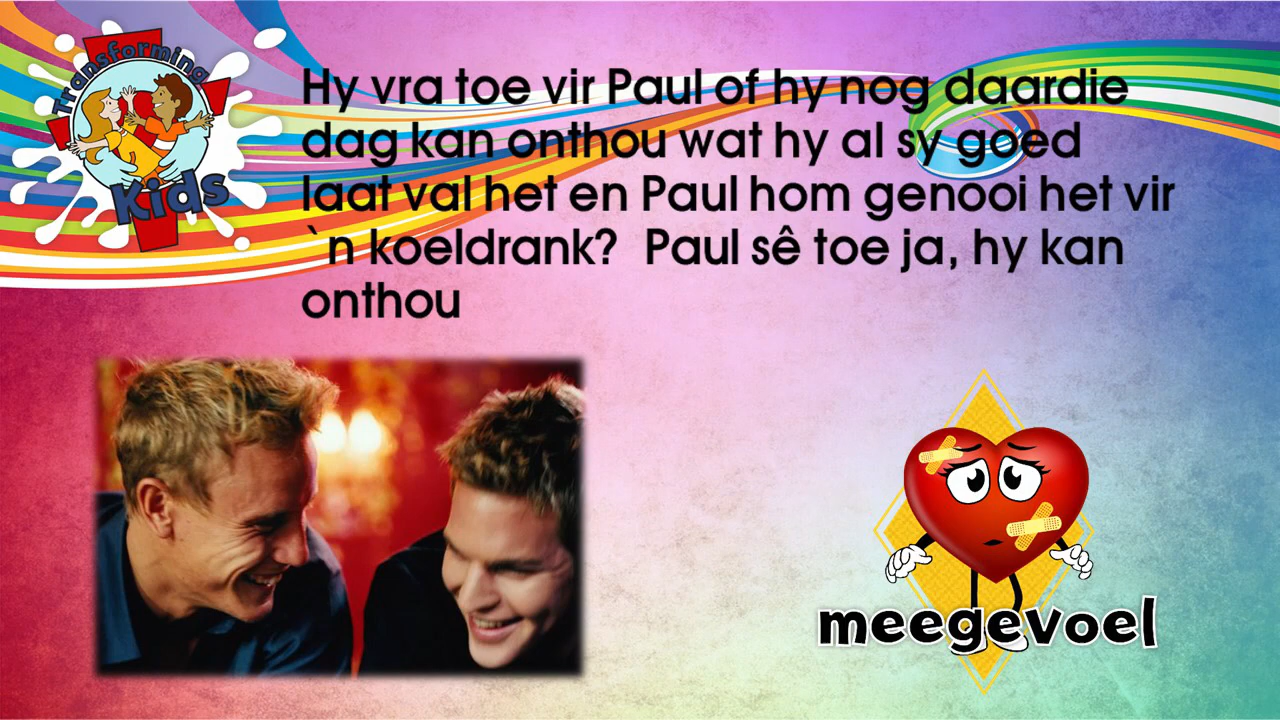 Transforming
Kids
Hy vra toe vir Paul of hy nog daardie
dag kan onthou wat hy al sy goed
laat val het en Paul hom genooi het vir
`n koeldrank?  Paul sê toe ja, hy kan
onthou
meegevoel